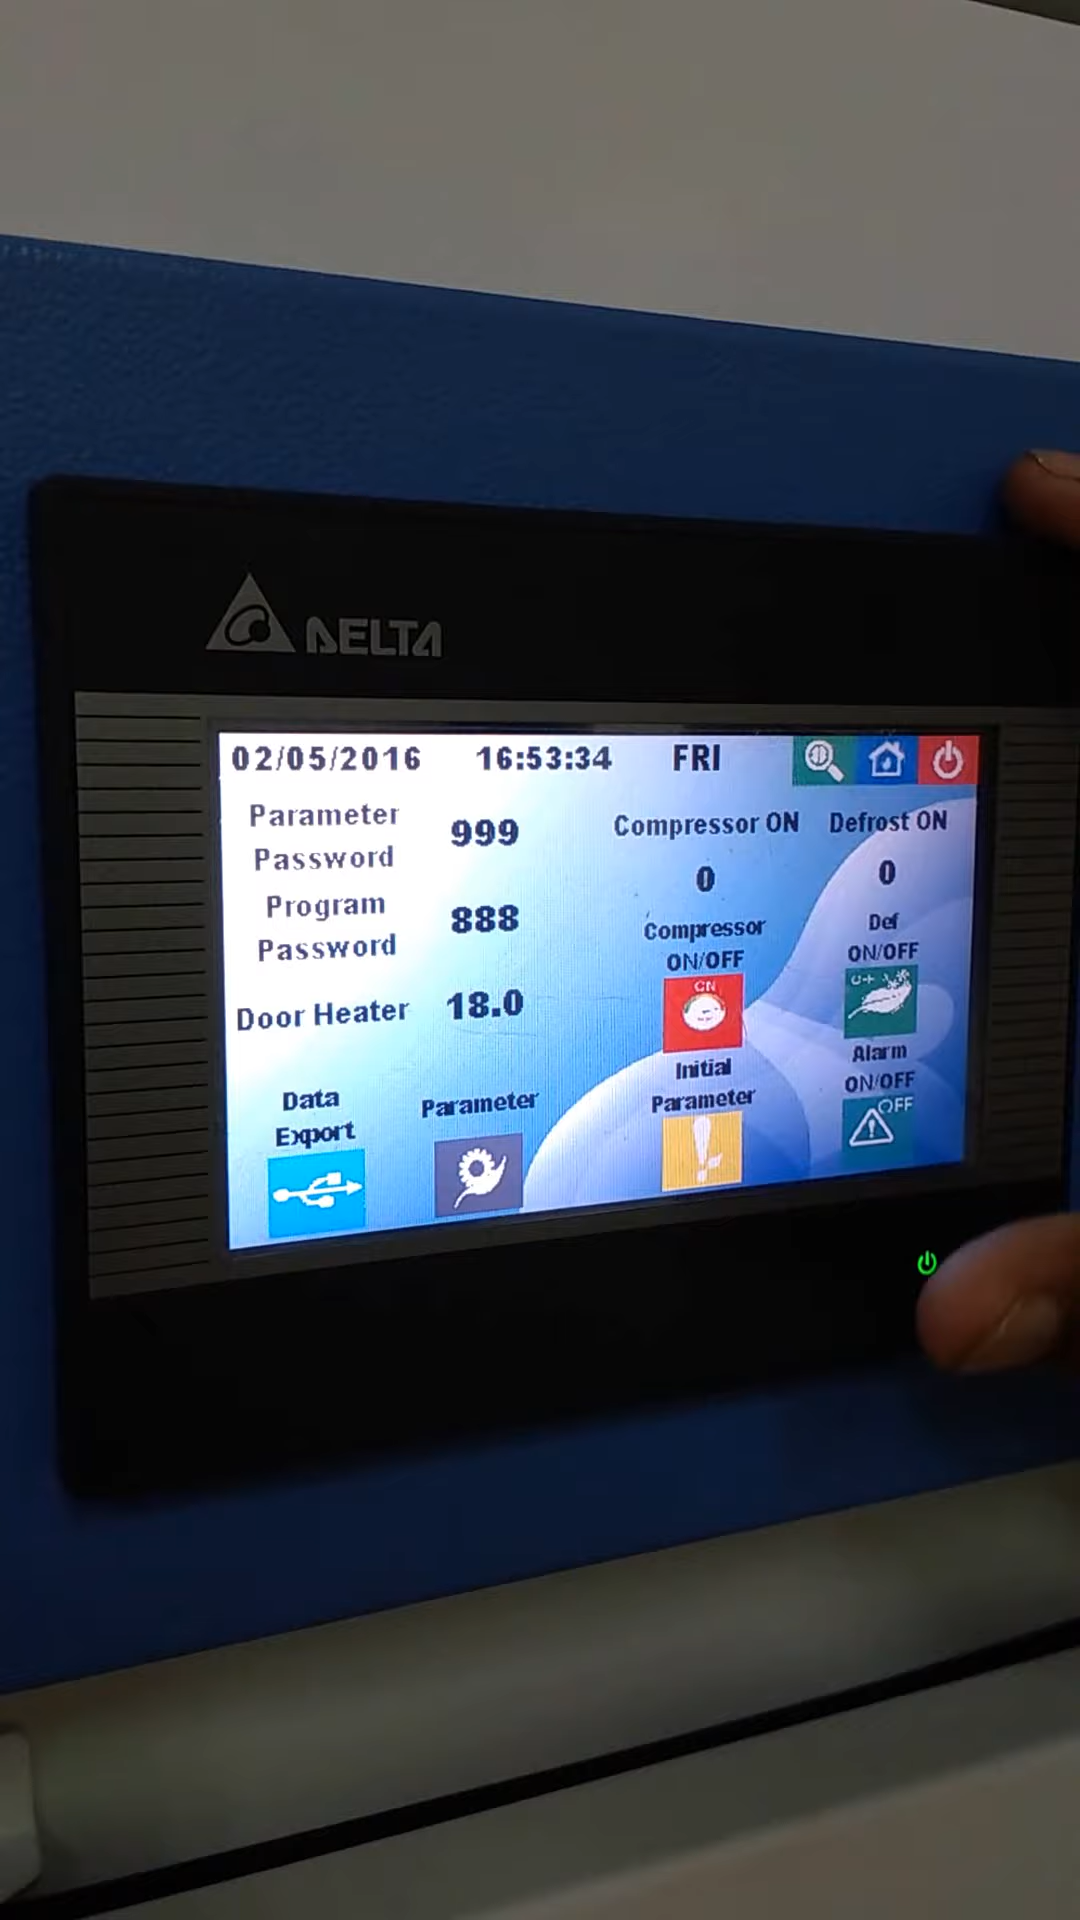 DELTA
02/05/2016 16:53:34 FRI
Parameter
Password
999
Compressor ON
Defrost ON
0
0
Program
Password
888
Compressor
ON/OFF
Def
ON/OFF
Door Heater 18.0
Alarm
ON/OFF
OFF
Initial
Parameter
Data
Export
Parameter